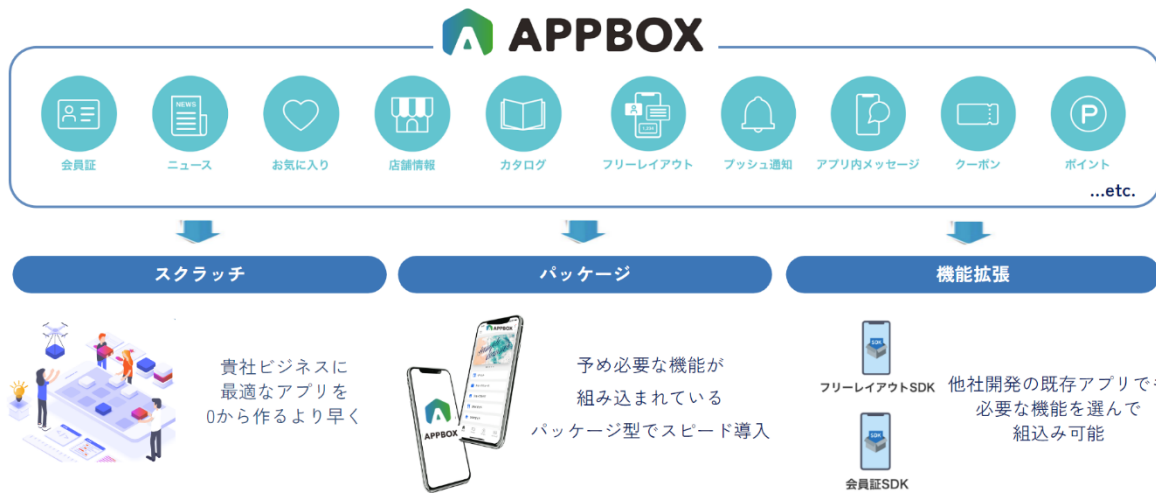 APPBOX
NEWS
会員証
ニュース
お気に入り
店舗情報
カタログ
フリーレイアウト
プッシュ通知
アプリ内メッセージ
クーポン
P
ポイント
...etc.
スクラッチ
パッケージ
機能拡張
貴社ビジネスに
最適なアプリを
0から作るより早く
APPBOX
APPBOX
予め必要な機能が
組み込まれている
パッケージ型でスピード導入
SDK
フリーレイアウトSDK
SDK
会員証SDK
他社開発の既存アプリでも
必要な機能を選んで
組込み可能